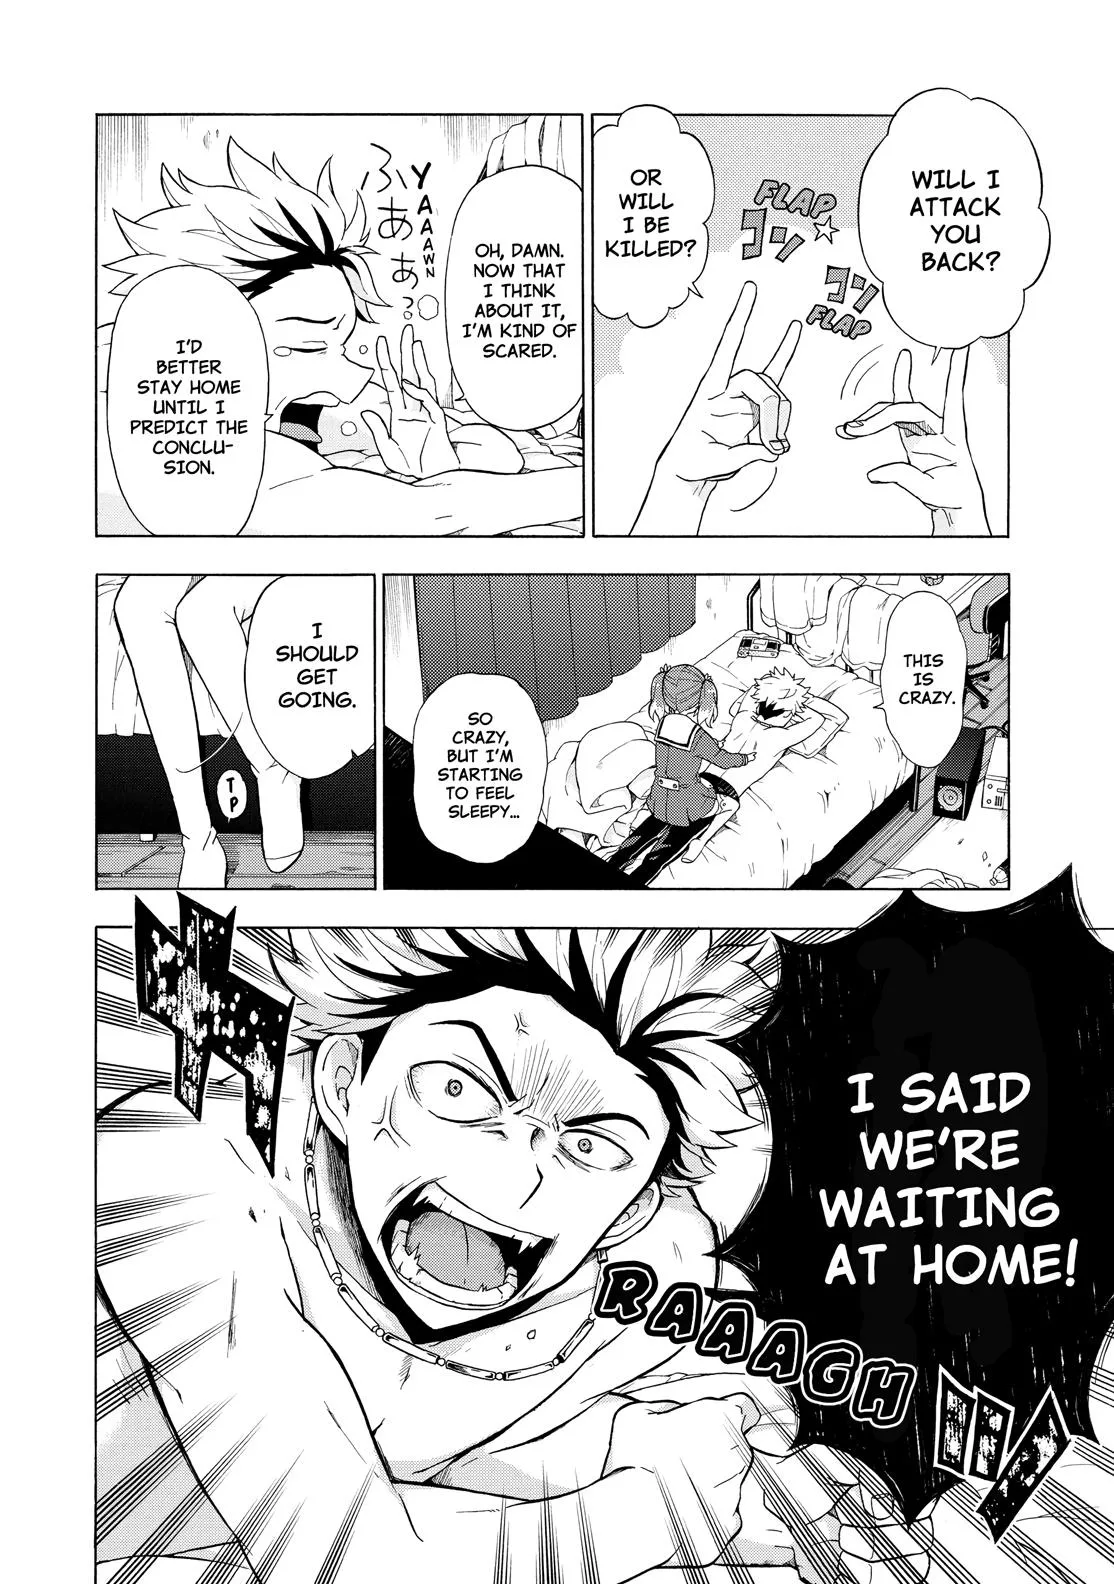 WILL I
ATTACK
YOU
BACK?
FLAP
コツ
コツ
FLAP
OR
WILL
I BE
KILLED?
OH, DAMN.
NOW THAT
I THINK
ABOUT IT,
I'M KIND OF
SCARED.
YAAAAWN
ふああ…?
I'D
BETTER
STAY HOME
UNTIL I
PREDICT THE
CONCLU-
SION.
THIS
IS
CRAZY.
SO
CRAZY,
BUT I'M
STARTING
TO FEEL
SLEEPY...
I
SHOULD
GET
GOING.
TP
I SAID
WE'RE
WAITING
AT HOME!
RAAAGH